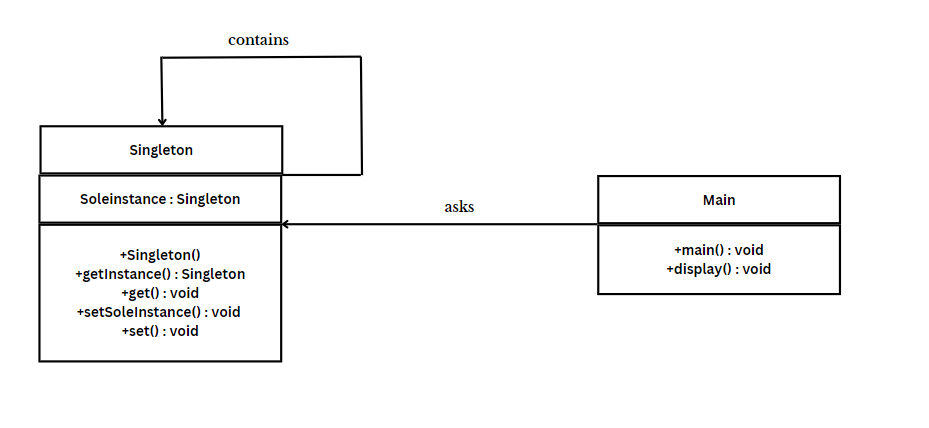 contains
Singleton
Soleinstance : Singleton
+Singleton()
+getInstance() : Singleton
+get() : void
+setSoleInstance() : void
+set() : void
asks
Main
+main() : void
+display() : void